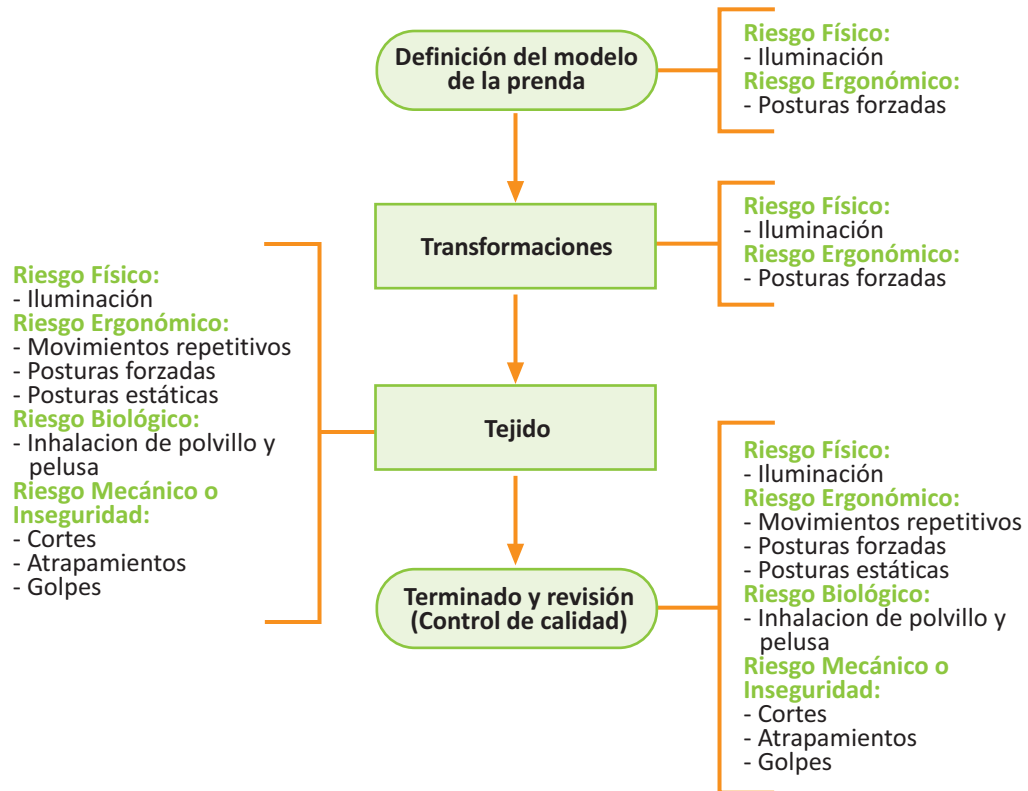 Definición del modelo
de la prenda
Riesgo Físico:
- Iluminación
Riesgo Ergonómico:
- Posturas forzadas
Transformaciones
Riesgo Físico:
- Iluminación
Riesgo Ergonómico:
- Posturas forzadas
Riesgo Físico:
- Iluminación
Riesgo Ergonómico:
- Movimientos repetitivos
- Posturas forzadas
- Posturas estáticas
Riesgo Biológico:
- Inhalacion de polvillo y
pelusa
Riesgo Mecánico o
Inseguridad:
- Cortes
- Atrapamientos
- Golpes
Tejido
Terminado y revisión
(Control de calidad)
Riesgo Físico:
- Iluminación
Riesgo Ergonómico:
- Movimientos repetitivos
- Posturas forzadas
- Posturas estáticas
Riesgo Biológico:
- Inhalacion de polvillo y
pelusa
Riesgo Mecánico o
Inseguridad:
- Cortes
- Atrapamientos
- Golpes